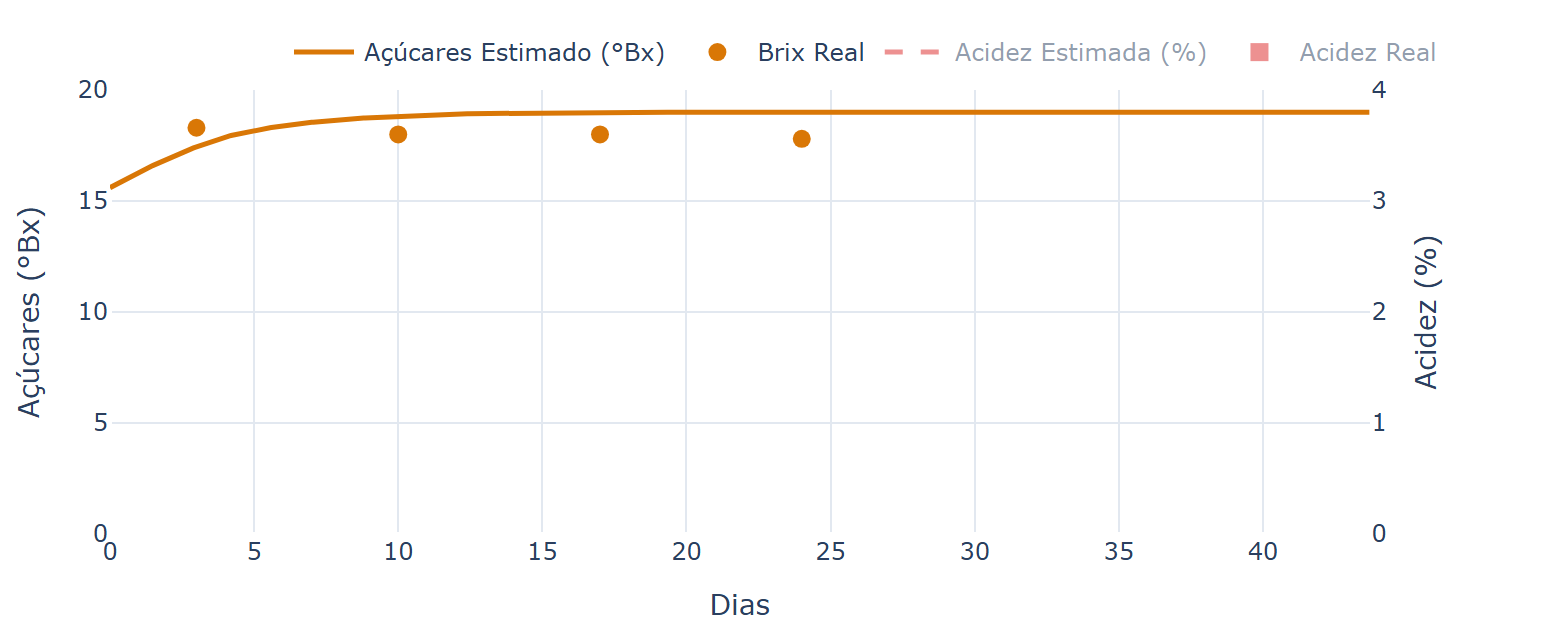 Açúcares Estimado (°Bx) Brix Real Acidez Estimada (%) Acidez Real
20
15
10
5
0
Açúcares (°Bx)
4
3
2
1
0
Acidez (%)
0 5 10 15 20 25 30 35 40
Dias